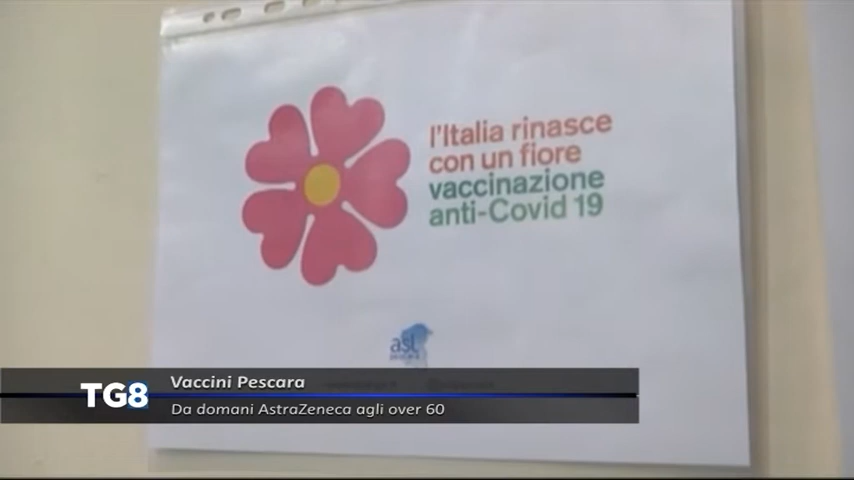 l'Italia rinasce
con un fiore
vaccinazione
anti-Covid 19
asl
TG8
Vaccini Pescara
Da domani AstraZeneca agli over 60